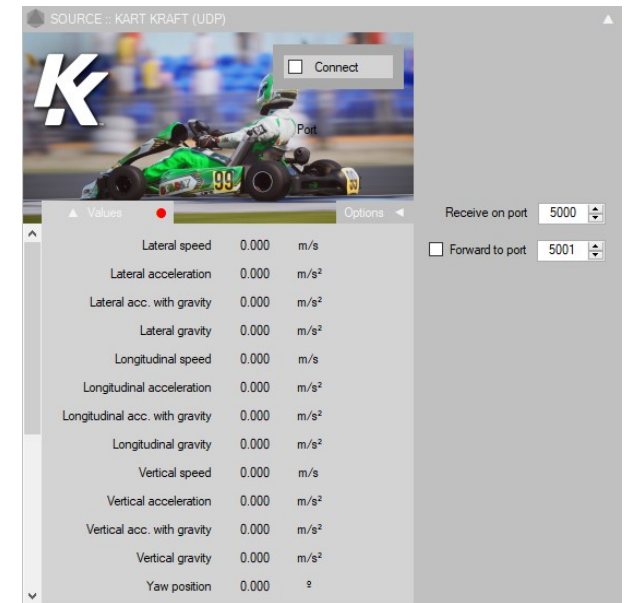 SOURCE :: KART KRAFT (UDP)
Connect
Port
99
Values
Options
Receive on port 5000
Forward to port 5001
Lateral speed 0.000 m/s
Lateral acceleration 0.000 m/s²
Lateral acc. with gravity 0.000 m/s²
Lateral gravity 0.000 m/s²
Longitudinal speed 0.000 m/s
Longitudinal acceleration 0.000 m/s²
Longitudinal acc. with gravity 0.000 m/s²
Longitudinal gravity 0.000 m/s²
Vertical speed 0.000 m/s
Vertical acceleration 0.000 m/s²
Vertical acc. with gravity 0.000 m/s²
Vertical gravity 0.000 m/s²
Yaw position 0.000 º